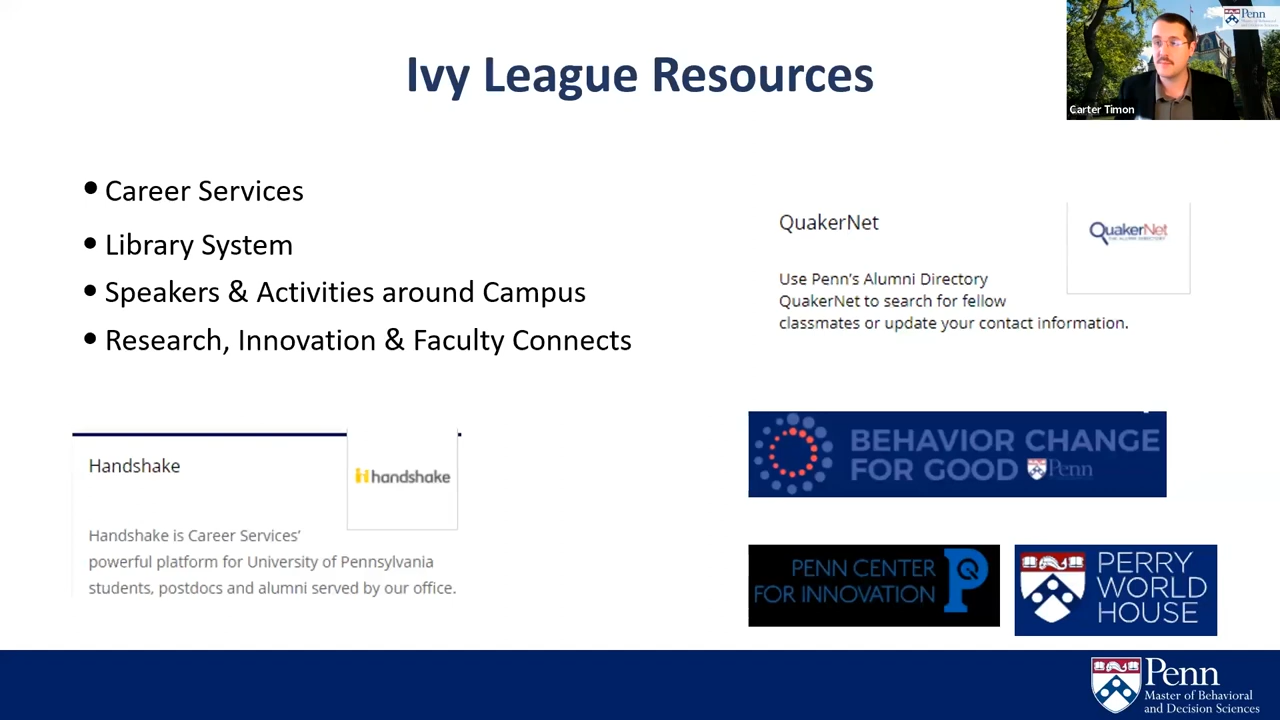 Ivy League Resources
Penn
Carter Timon
• Career Services
• Library System
• Speakers & Activities around Campus
• Research, Innovation & Faculty Connects
QuakerNet
QuakerNet
THE ALUMNI DIRECTORY
Use Penn's Alumni Directory
QuakerNet to search for fellow
classmates or update your contact information.
Handshake
handshake
Handshake is Career Services'
powerful platform for University of Pennsylvania
students, postdocs and alumni served by our office.
BEHAVIOR CHANGE
FOR GOOD Penn
PENN CENTER
FOR INNOVATION
PERRY
WORLD
HOUSE
Penn
Master of Behavioral
and Decision Sciences